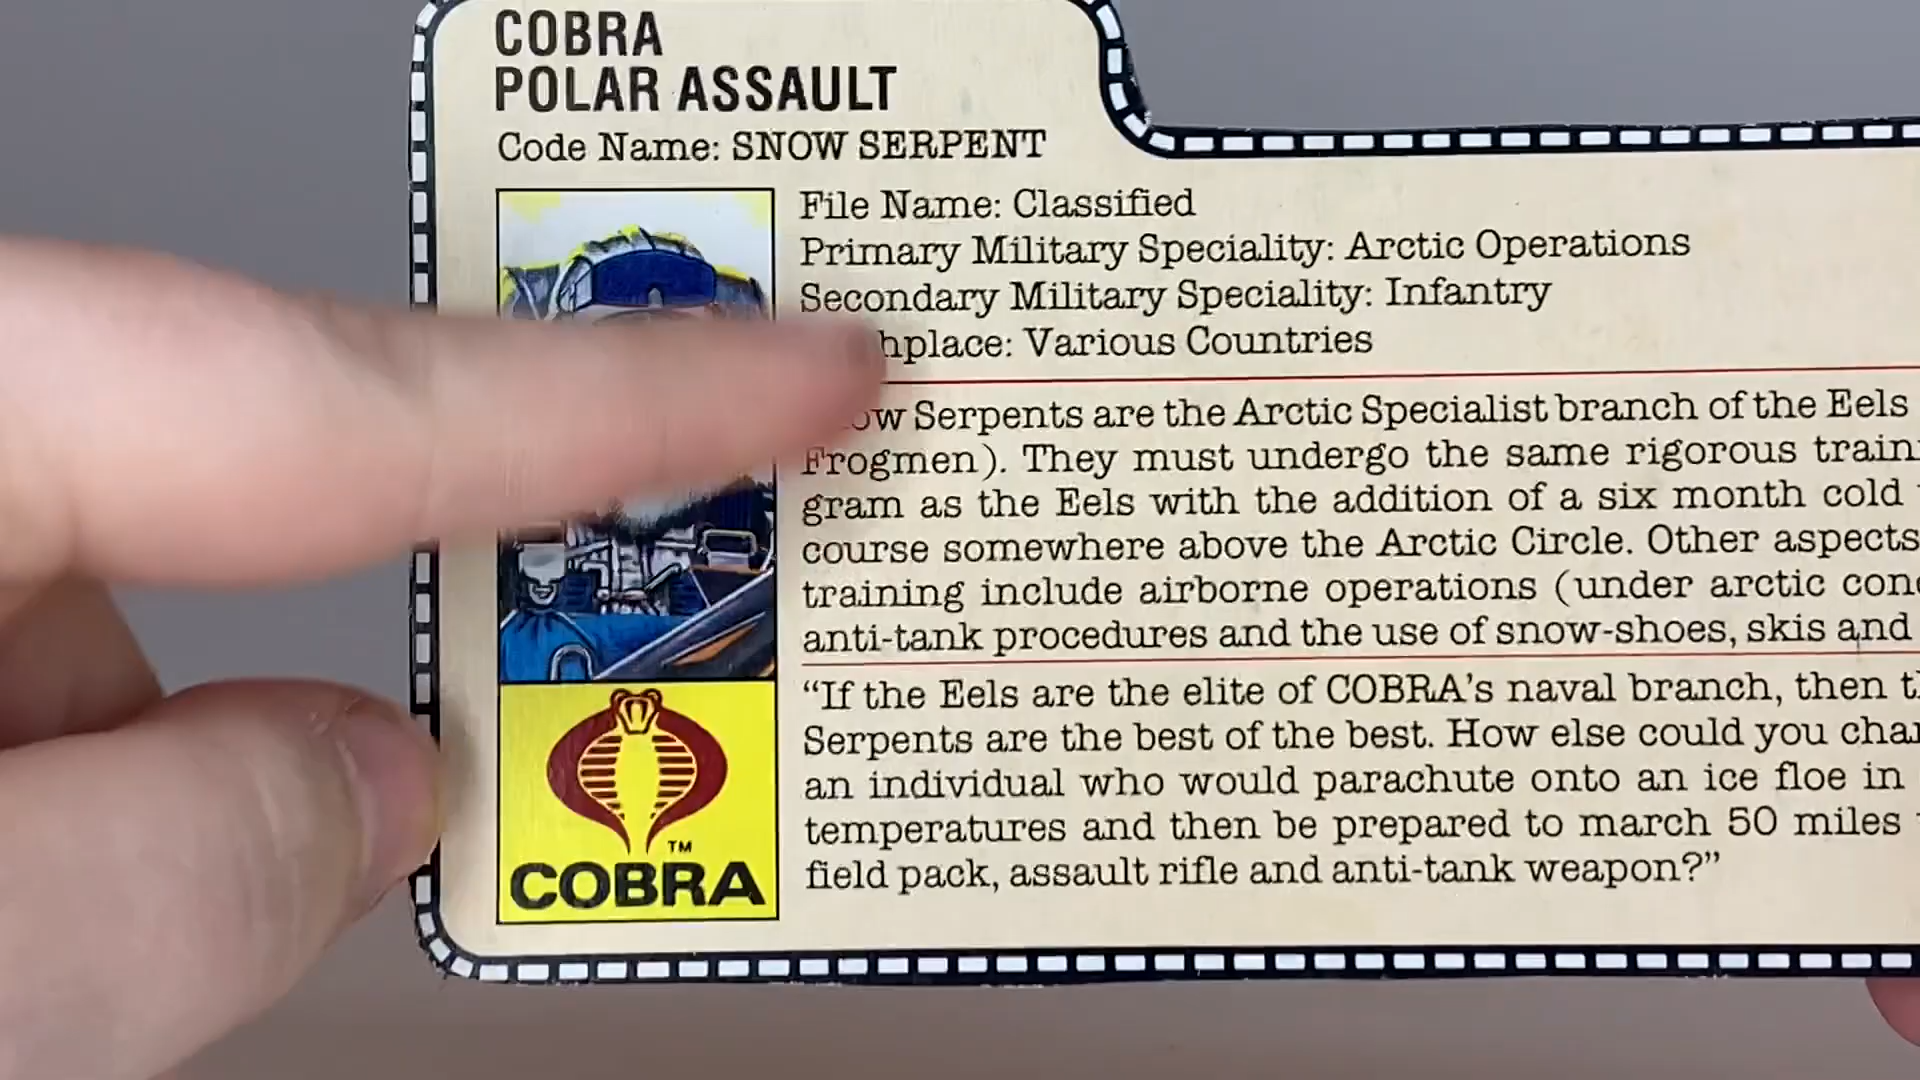 COBRA
POLAR ASSAULT
Code Name: SNOW SERPENT
File Name: Classified
Primary Military Speciality: Arctic Operations
Secondary Military Speciality: Infantry
Various Countries
Serpents are the Arctic Specialist branch of the Eels
Frogmen). They must undergo the same rigorous
gram as the Eels with the addition of a six month cold
course somewhere above the Arctic Circle. Other aspects
training include airborne operations (under arctic
anti-tank procedures and the use of snow-shoes, skis and
“If the Eels are the elite of COBRA's naval branch, then
Serpents are the best of the best. How else could you
an individual who would parachute onto an ice floe in
temperatures and then be prepared to march 50 miles
field pack, assault rifle and anti-tank weapon?”
TM
COBRA